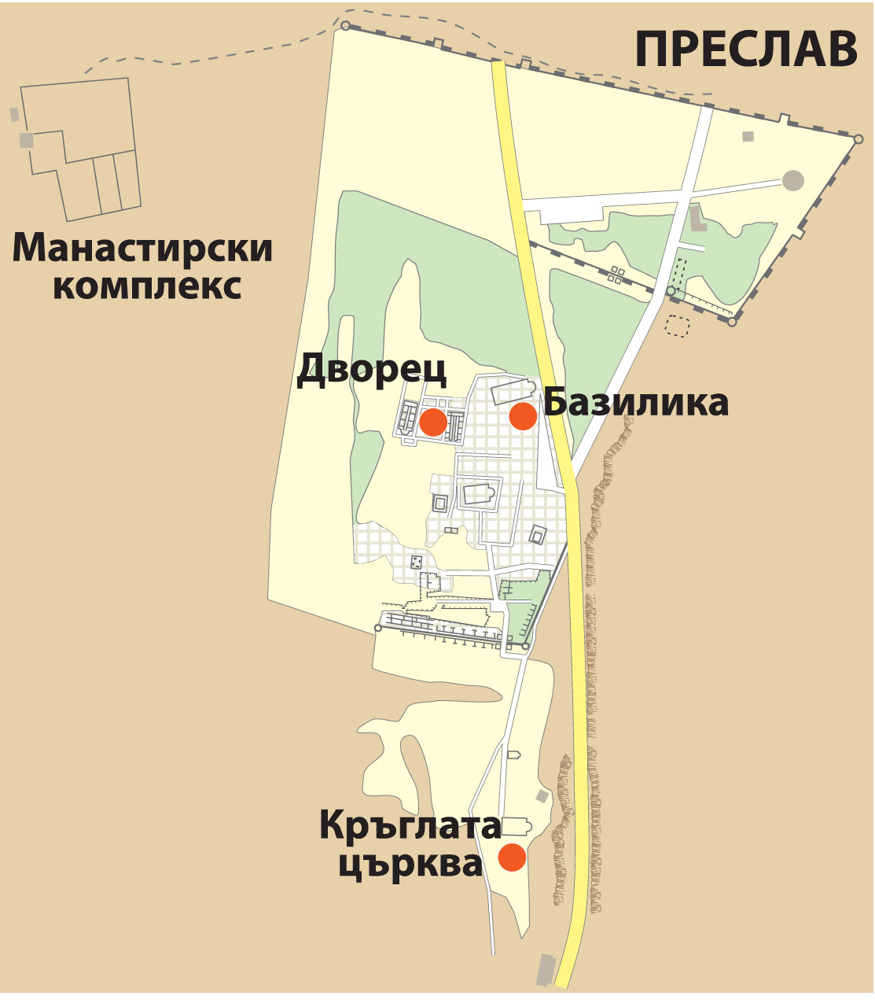 ПРЕСЛАВ
Манастирски
комплекс
Дворец
Базилика
Кръглата
църква